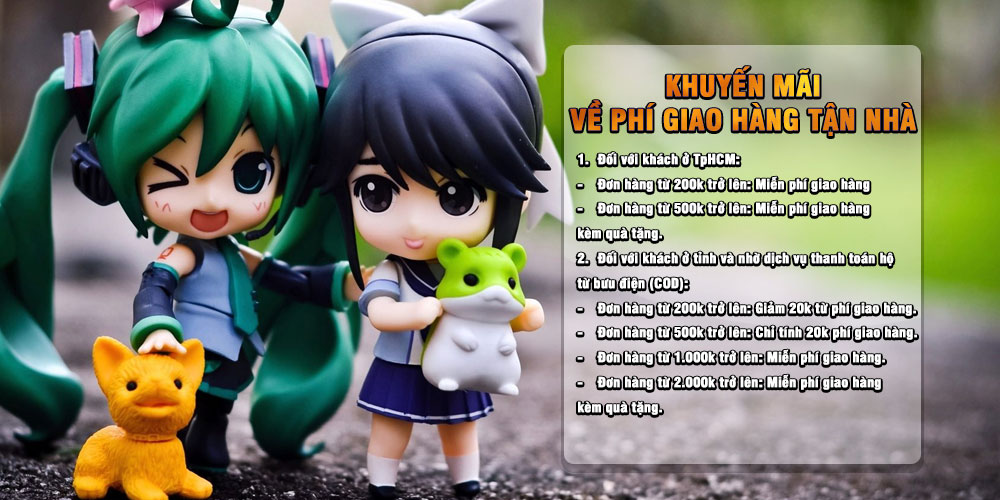 KHUYẾN MÃI
VỀ PHÍ GIAO HÀNG TẬN NHÀ
1. Đối với khách ở TpHCM:
- Đơn hàng từ 200k trở lên: Miễn phí giao hàng
- Đơn hàng từ 500k trở lên: Miễn phí giao hàng
kèm quà tặng.
2. Đối với khách ở tỉnh và nhờ dịch vụ thanh toán hộ
từ bưu điện (COD):
- Đơn hàng từ 200k trở lên: Giảm 20k từ phí giao hàng.
- Đơn hàng từ 500k trở lên: Chỉ tính 20k phí giao hàng.
- Đơn hàng từ 1.000k trở lên: Miễn phí giao hàng.
- Đơn hàng từ 2.000k trở lên: Miễn phí giao hàng
kèm quà tặng.